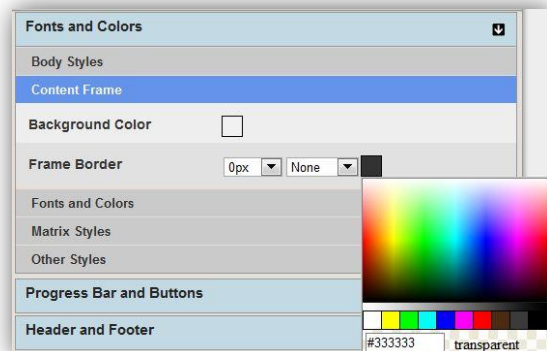 Fonts and Colors
Body Styles
Content Frame
Background Color
Frame Border 0px None
Fonts and Colors
Matrix Styles
Other Styles
Progress Bar and Buttons
Header and Footer
#333333 transparent